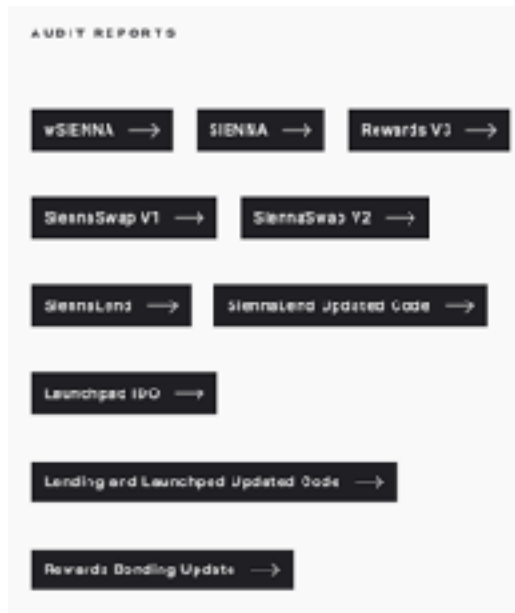 AUDIT REPORTS
wSIENNA → SIENNA → Rewards V3 →
SiennaSwap V1 → SiennaSwap V2 →
SiennaLend → SiennaLend Updated Code →
Launchpad IDO →
Lending and Launchpad Updated Code →
Rewards Bonding Update →